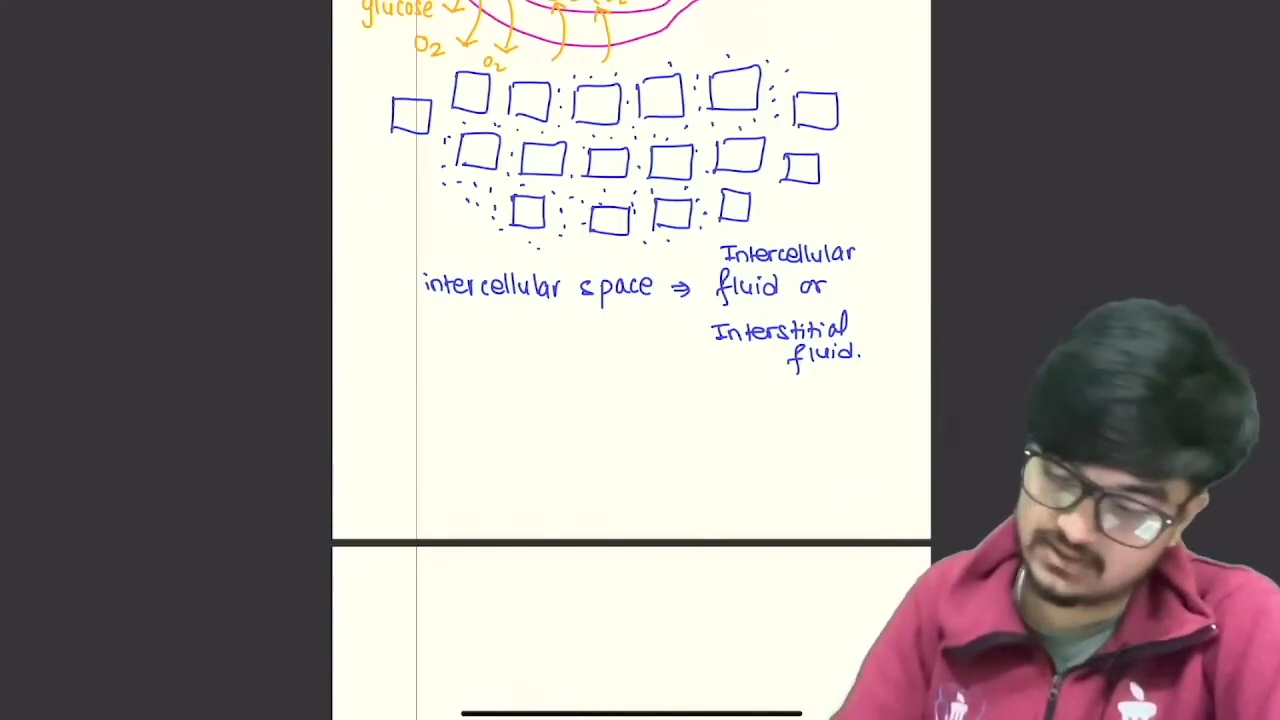 glucose
O2
O2
Intercellular
intercellular space ⇒ fluid or
Interstitial
fluid.